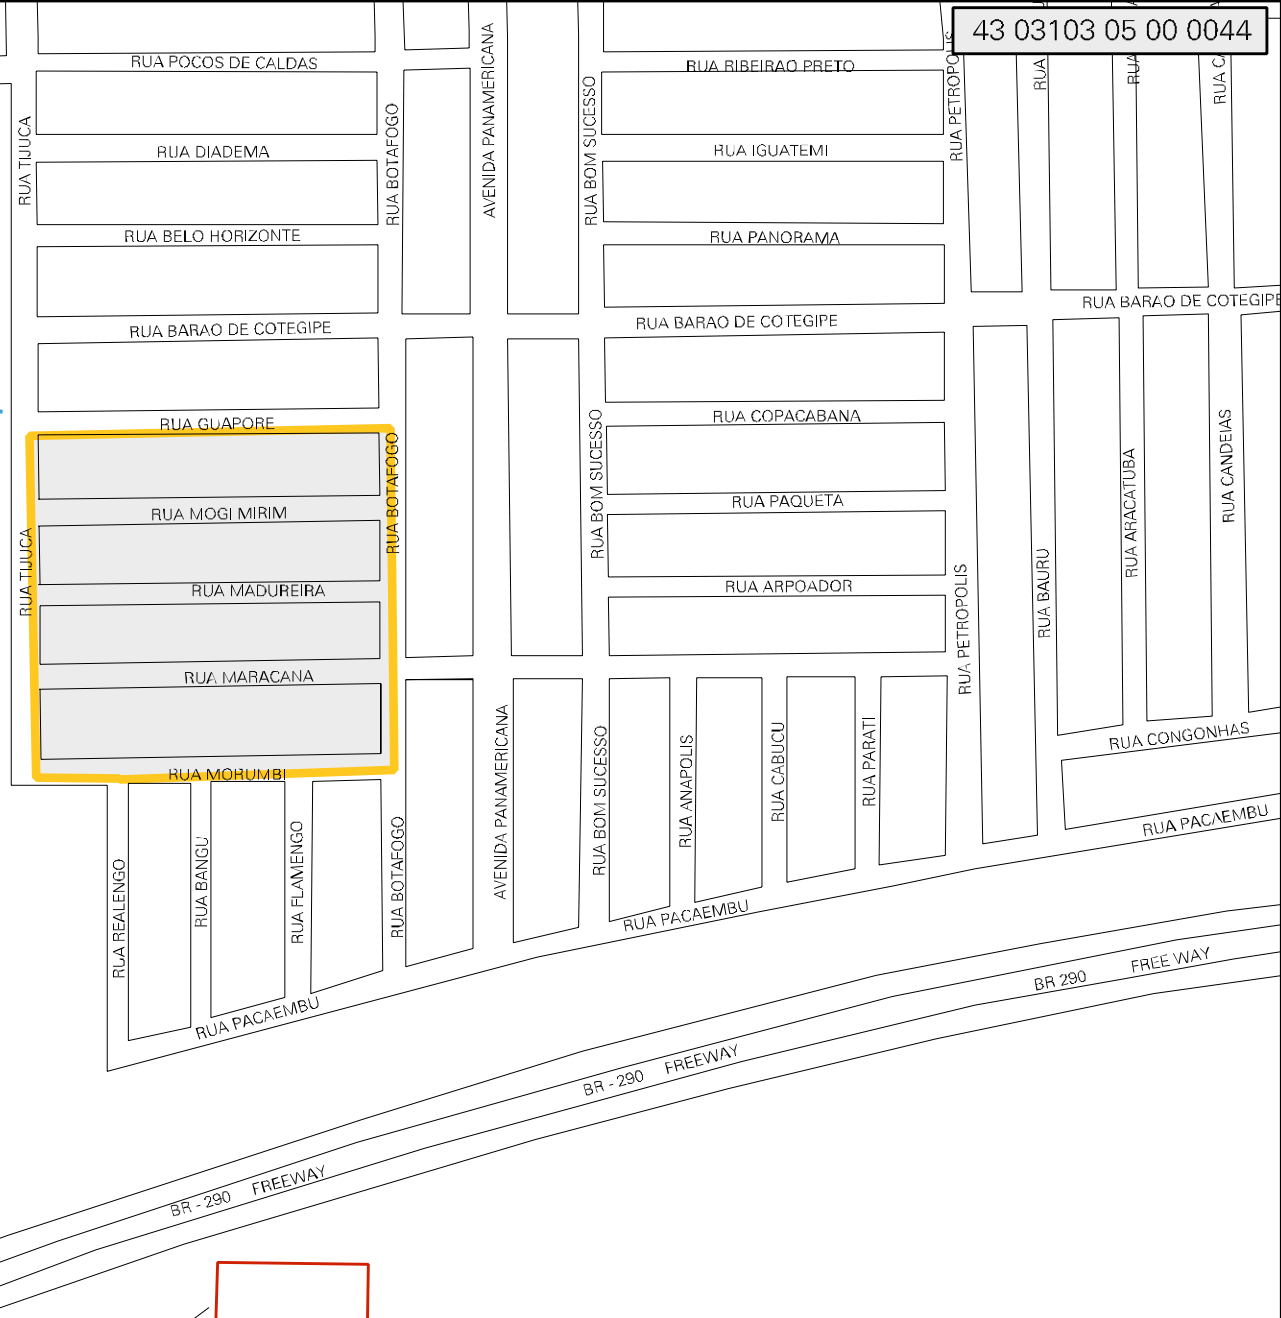 43 03103 05 00 0044
RUA POCOS DE CALDAS
RUA RIBEIRAO PRETO
RUA TIJUCA
RUA BOTAFOGO
AVENIDA PANAMERICANA
RUA BOM SUCESSO
RUA PETROPOLIS
RUA
RUA
RUA
RUA DIADEMA
RUA IGUATEMI
RUA BELO HORIZONTE
RUA PANORAMA
RUA BARAO DE COTEGIPE
RUA BARAO DE COTEGIPE
RUA BARAO DE COTEGIPE
RUA GUAPORE
RUA COPACABANA
RUA BOTAFOGO
RUA BOM SUCESSO
RUA CANDEIAS
RUA ARACATUBA
RUA MOGI MIRIM
RUA PAQUETA
RUA TIJUCA
RUA MADUREIRA
RUA ARPOADOR
RUA PETROPOLIS
RUA BAURU
RUA MARACANA
RUA MORUMBI
AVENIDA PANAMERICANA
RUA BOM SUCESSO
RUA ANAPOLIS
RUA CABUCU
RUA PARATI
RUA CONGONHAS
RUA PACAEMBU
RUA REALENGO
RUA BANGU
RUA FLAMENGO
RUA BOTAFOGO
RUA PACAEMBU
RUA PACAEMBU
BR 290 FREE WAY
BR - 290 FREEWAY
BR - 290 FREEWAY